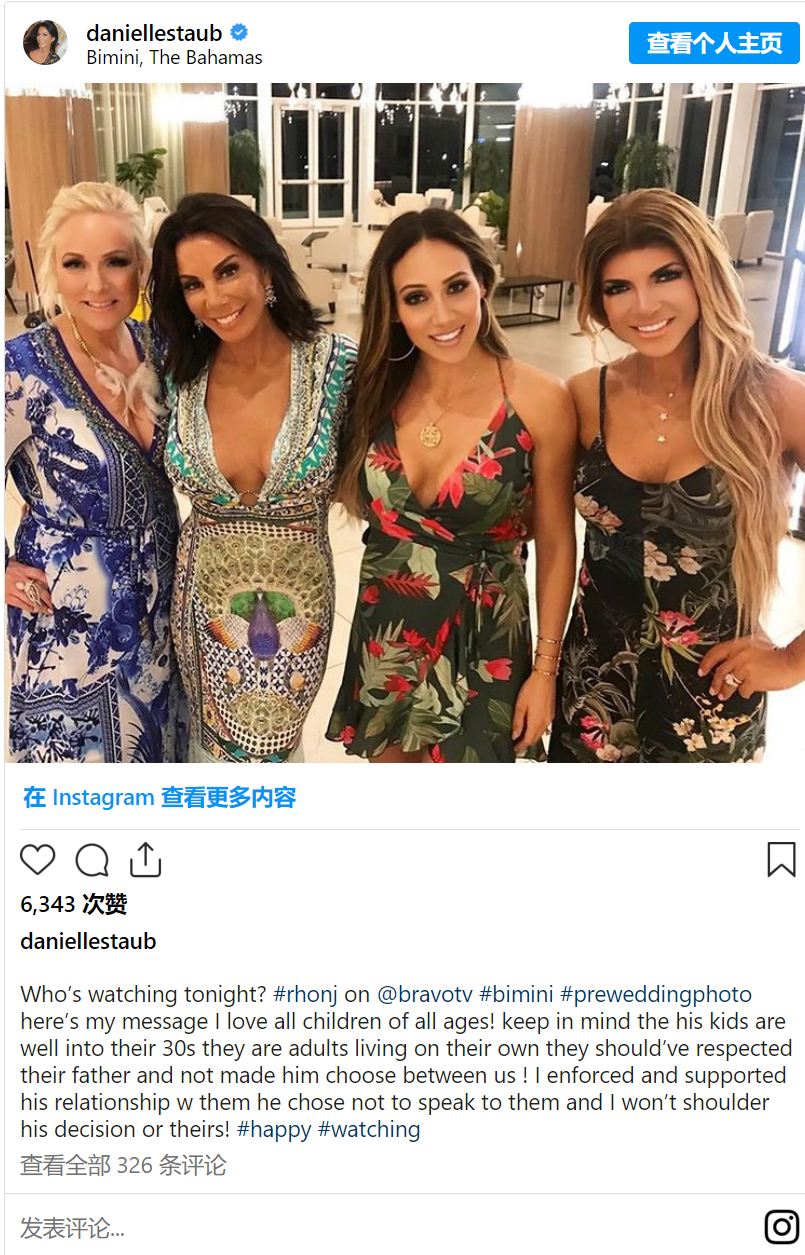 daniellestaub
Bimini, The Bahamas
查看个人主页
在 Instagram 查看更多内容
6,343 次赞
daniellestaub
Who’s watching tonight? #rhonj on @bravotv #bimini #preweddingphoto
here’s my message I love all children of all ages! keep in mind the his kids are
well into their 30s they are adults living on their own they should’ve respected
their father and not made him choose between us ! I enforced and supported
his relationship w them he chose not to speak to them and I won’t shoulder
his decision or theirs! #happy #watching
查看全部 326 条评论
发表评论...